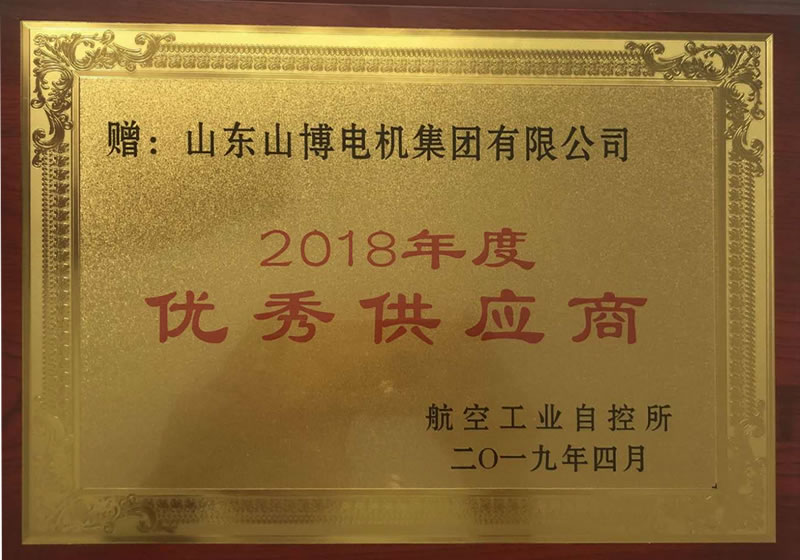 赠：山东山博电机集团有限公司
2018年度
优秀供应商
航空工业自控所
二〇一九年四月